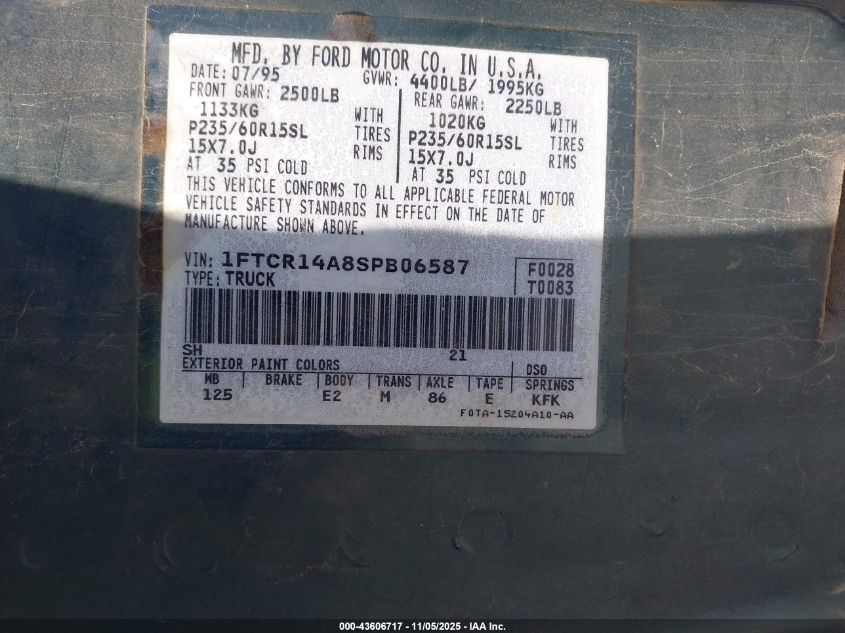 MFD. BY FORD MOTOR CO. IN U.S.A.
DATE: 07/95 GVWR: 4400LB/ 1995KG
FRONT GAWR: 2500LB REAR GAWR: 2250LB
1133KG WITH 1020KG WITH
P235/60R15SL TIRES P235/60R15SL TIRES
15X7.0J RIMS 15X7.0J RIMS
AT 35 PSI COLD AT 35 PSI COLD
THIS VEHICLE CONFORMS TO ALL APPLICABLE FEDERAL MOTOR
VEHICLE SAFETY STANDARDS IN EFFECT ON THE DATE OF
MANUFACTURE SHOWN ABOVE.
VIN: 1FTCR14A8SPB06587 F0028
TYPE: TRUCK T0083
SH 21
EXTERIOR PAINT COLORS DSO
WB BRAKE BODY TRANS AXLE TAPE SPRINGS
125 E2 M 86 E KFK
F0TA-15204A10-AA
000-43606717 - 11/05/2025 - IAA Inc.